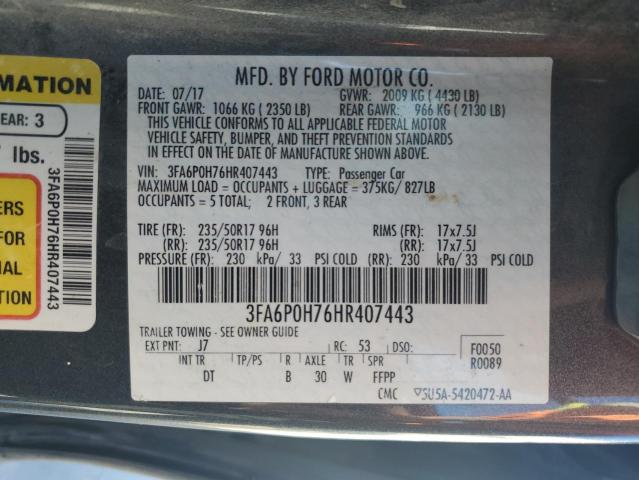 RMATION
EAR: 3
lbs.
3FA6P0H76HR407443
ERS
FOR
IAL
TION
MFD. BY FORD MOTOR CO.
DATE: 07/17 GVWR: 2009 KG ( 4430 LB)
FRONT GAWR: 1066 KG ( 2350 LB) REAR GAWR: 966 KG ( 2130 LB)
THIS VEHICLE CONFORMS TO ALL APPLICABLE FEDERAL MOTOR
VEHICLE SAFETY, BUMPER, AND THEFT PREVENTION STANDARDS
IN EFFECT ON THE DATE OF MANUFACTURE SHOWN ABOVE.
VIN: 3FA6P0H76HR407443 TYPE: Passenger Car
MAXIMUM LOAD = OCCUPANTS + LUGGAGE = 375KG/ 827LB
OCCUPANTS = 5 TOTAL; 2 FRONT, 3 REAR
TIRE (FR): 235/50R17 96H RIMS (FR): 17x7.5J
(RR): 235/50R17 96H (RR): 17x7.5J
PRESSURE (FR): 230 kPa/ 33 PSI COLD (RR): 230 kPa/ 33 PSI COLD
3FA6P0H76HR407443
TRAILER TOWING - SEE OWNER GUIDE
EXT PNT: J7 RC: 53 DSO: F0050
R0089
INT TR TP/PS R AXLE TR SPR
DT B 30 W FFPP
CMC 5U5A-5420472-AA